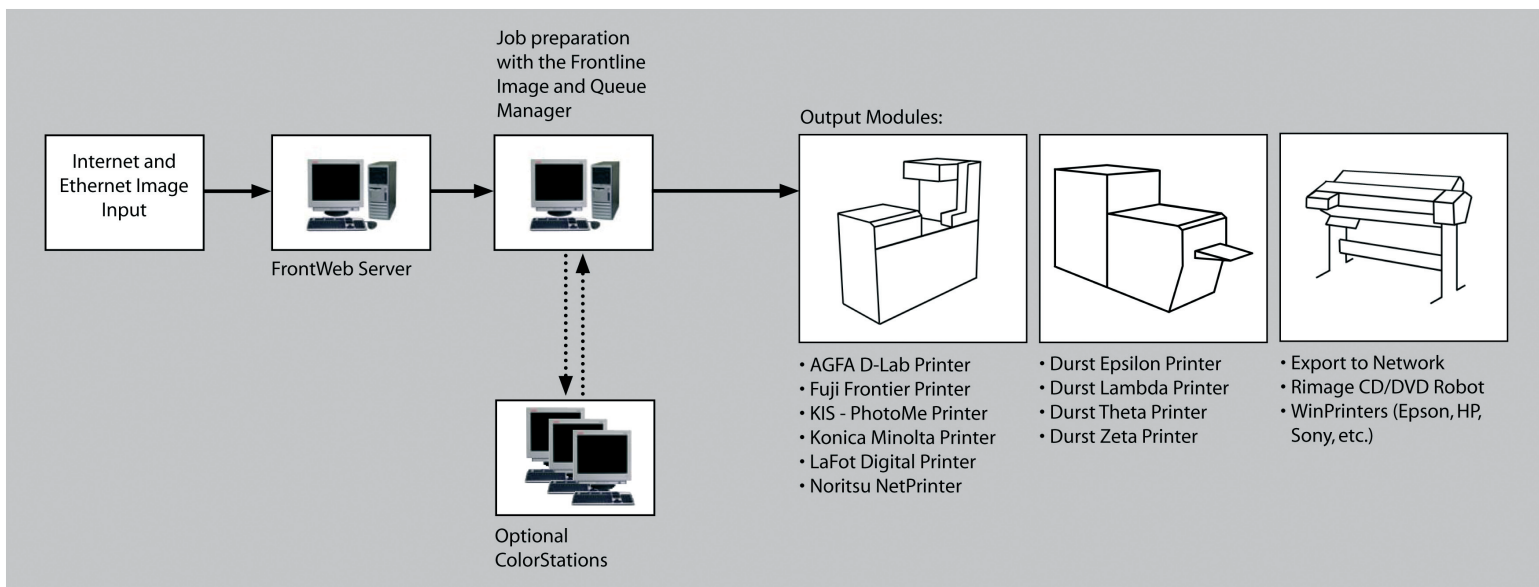 Job preparation
with the Frontline
Image and Queue
Manager
Internet and
Ethernet Image
Input
FrontWeb Server
Optional
ColorStations
Output Modules:
• AGFA D-Lab Printer
• Fuji Frontier Printer
• KIS - PhotoMe Printer
• Konica Minolta Printer
• LaFot Digital Printer
• Noritsu NetPrinter
• Durst Epsilon Printer
• Durst Lambda Printer
• Durst Theta Printer
• Durst Zeta Printer
• Export to Network
• Rimage CD/DVD Robot
• WinPrinters (Epson, HP,
Sony, etc.)